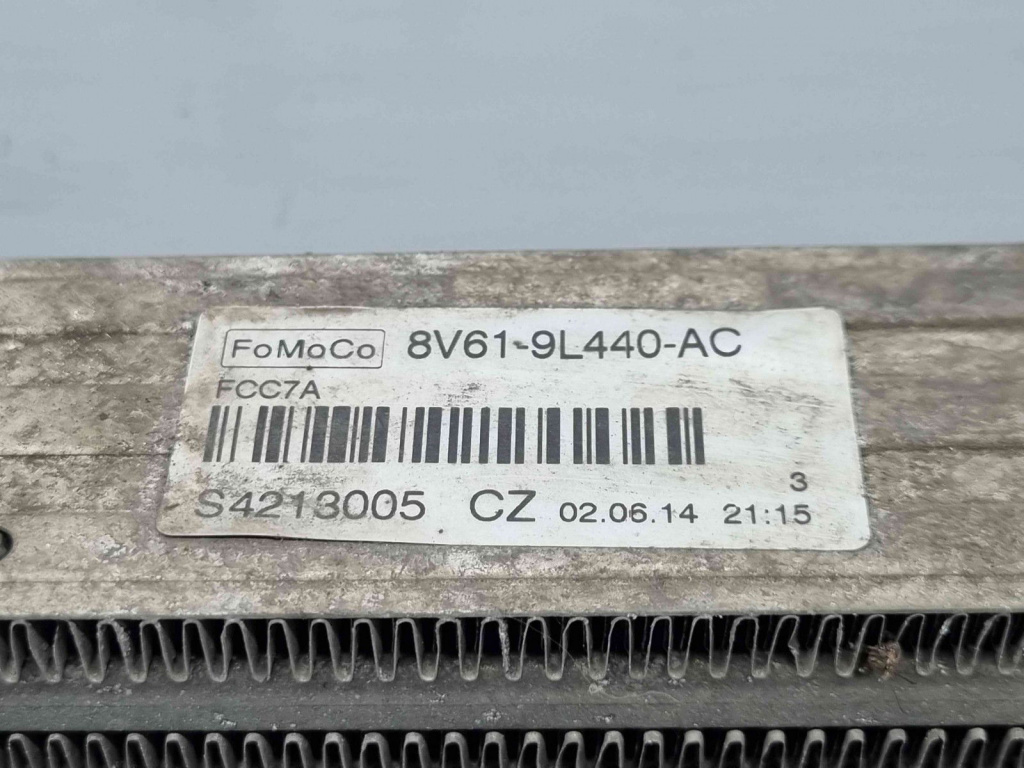 FoMoCo 8V61-9L440-AC
FCC7A
3
S4213005 CZ 02.06.14 21:15